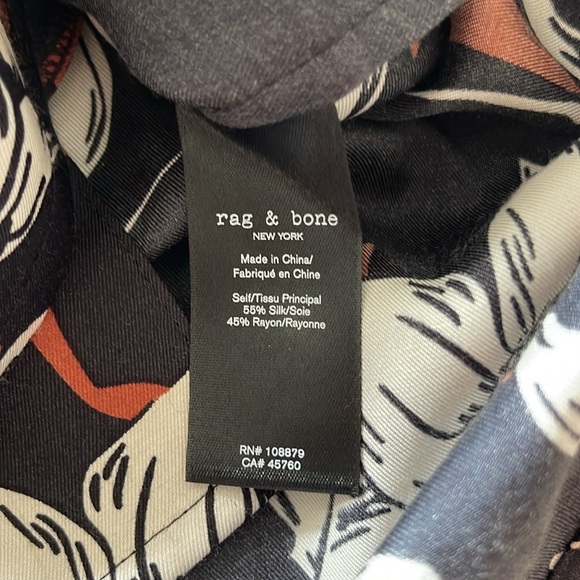 rag & bone
NEW YORK
Made in China/
Fabriqué en Chine
Self/Tissu Principal
55% Silk/Soie
45% Rayon/Rayonne
RN# 108879
CA# 45760